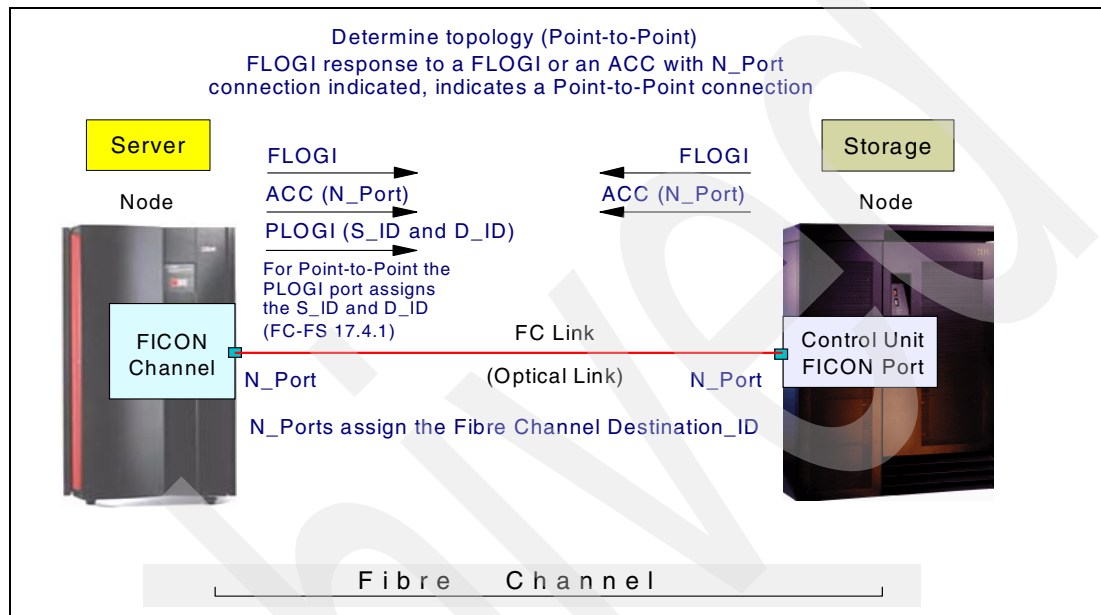 Determine topology (Point-to-Point)
FLOGI response to a FLOGI or an ACC with N_Port
connection indicated, indicates a Point-to-Point connection
Server
Storage
Node
Node
FLOGI
FLOGI
ACC (N_Port)
ACC (N_Port)
PLOGI (S_ID and D_ID)
For Point-to-Point the
PLOGI port assigns
the S_ID and D_ID
(FC-FS 17.4.1)
FICON
Channel
FC Link
Control Unit
FICON Port
N_Port
(Optical Link)
N_Port
N_Ports assign the Fibre Channel Destination_ID
Fibre Channel